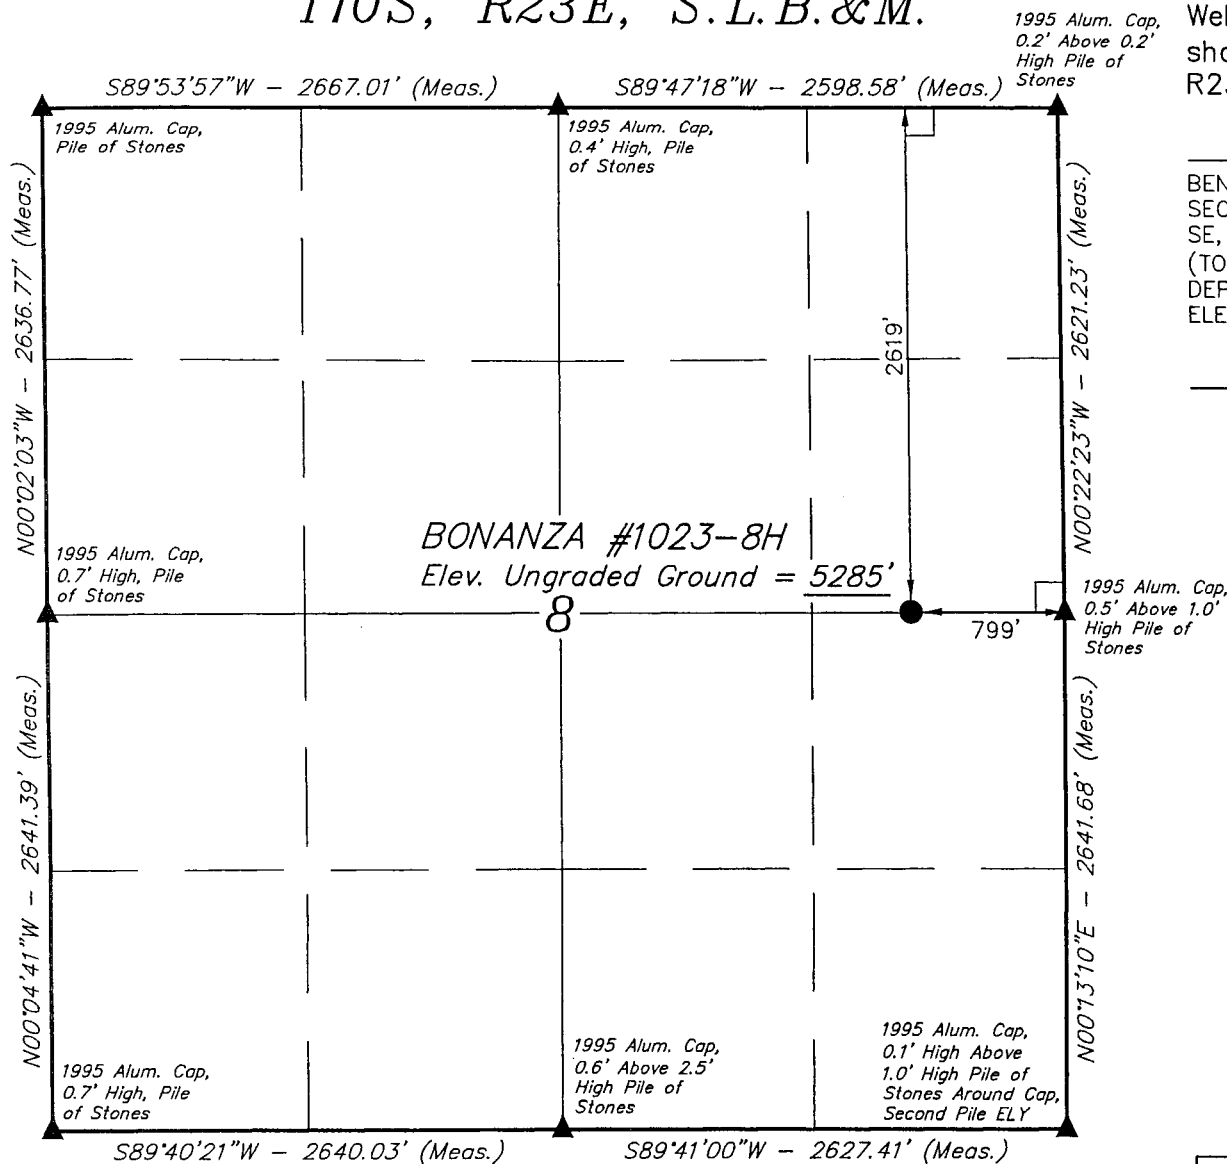 T10S, R23E, S.L.B.&M.
1995 Alum. Cap,
0.2' Above 0.2'
High Pile of
Stones
S89°53'57"W - 2667.01' (Meas.)
S89°47'18"W - 2598.58' (Meas.)
1995 Alum. Cap,
Pile of Stones
1995 Alum. Cap,
0.4' High, Pile
of Stones
N00°02'03"W - 2636.77' (Meas.)
2619'
N00°22'23"W - 2621.23' (Meas.)
BEN
SEC
SE,
(TO
DEP
ELE
BONANZA #1023-8H
Elev. Ungraded Ground = 5285'
1995 Alum. Cap,
0.7' High, Pile
of Stones
8
799'
1995 Alum. Cap,
0.5' Above 1.0'
High Pile of
Stones
N00°04'41"W - 2641.39' (Meas.)
N00°13'10"E - 2641.68' (Meas.)
1995 Alum. Cap,
0.7' High, Pile
of Stones
1995 Alum. Cap,
0.6' Above 2.5'
High Pile of
Stones
1995 Alum. Cap,
0.1' High Above
1.0' High Pile of
Stones Around Cap,
Second Pile ELY
S89°40'21"W - 2640.03' (Meas.)
S89°41'00"W - 2627.41' (Meas.)